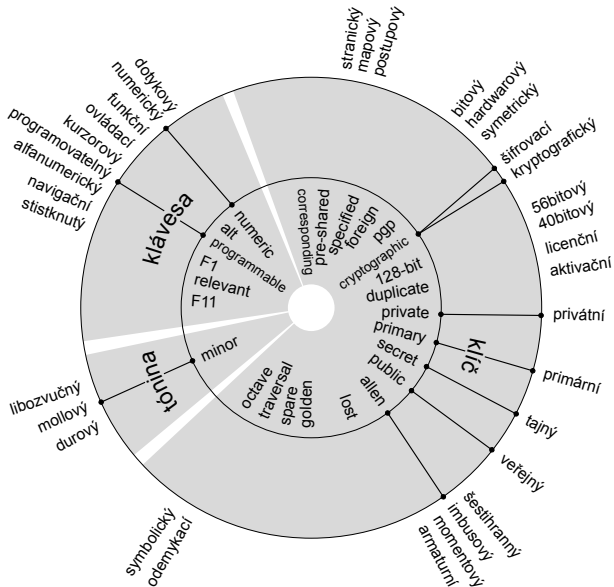 stranický
mapový
postupový
bitový
hardwarový
symetrický
šifrovací
kryptografický
56bitový
40bitový
licenční
aktivační
privátní
primární
tajný
veřejný
šestihranný
imbusový
momentový
armaturní
symbolický
odemykací
durový
mollový
libozvučný
stisknutý
navigační
alfanumerický
programovatelný
kurzorový
ovládací
funkční
numerický
dotykový
klávesa
tónina
klíč
corresponding
pre-shared
specified
foreign
pgp
cryptographic
128-bit
duplicate
private
primary
secret
public
allen
lost
golden
spare
traversal
octave
minor
F11
relevant
F1
programmable
alt
numeric